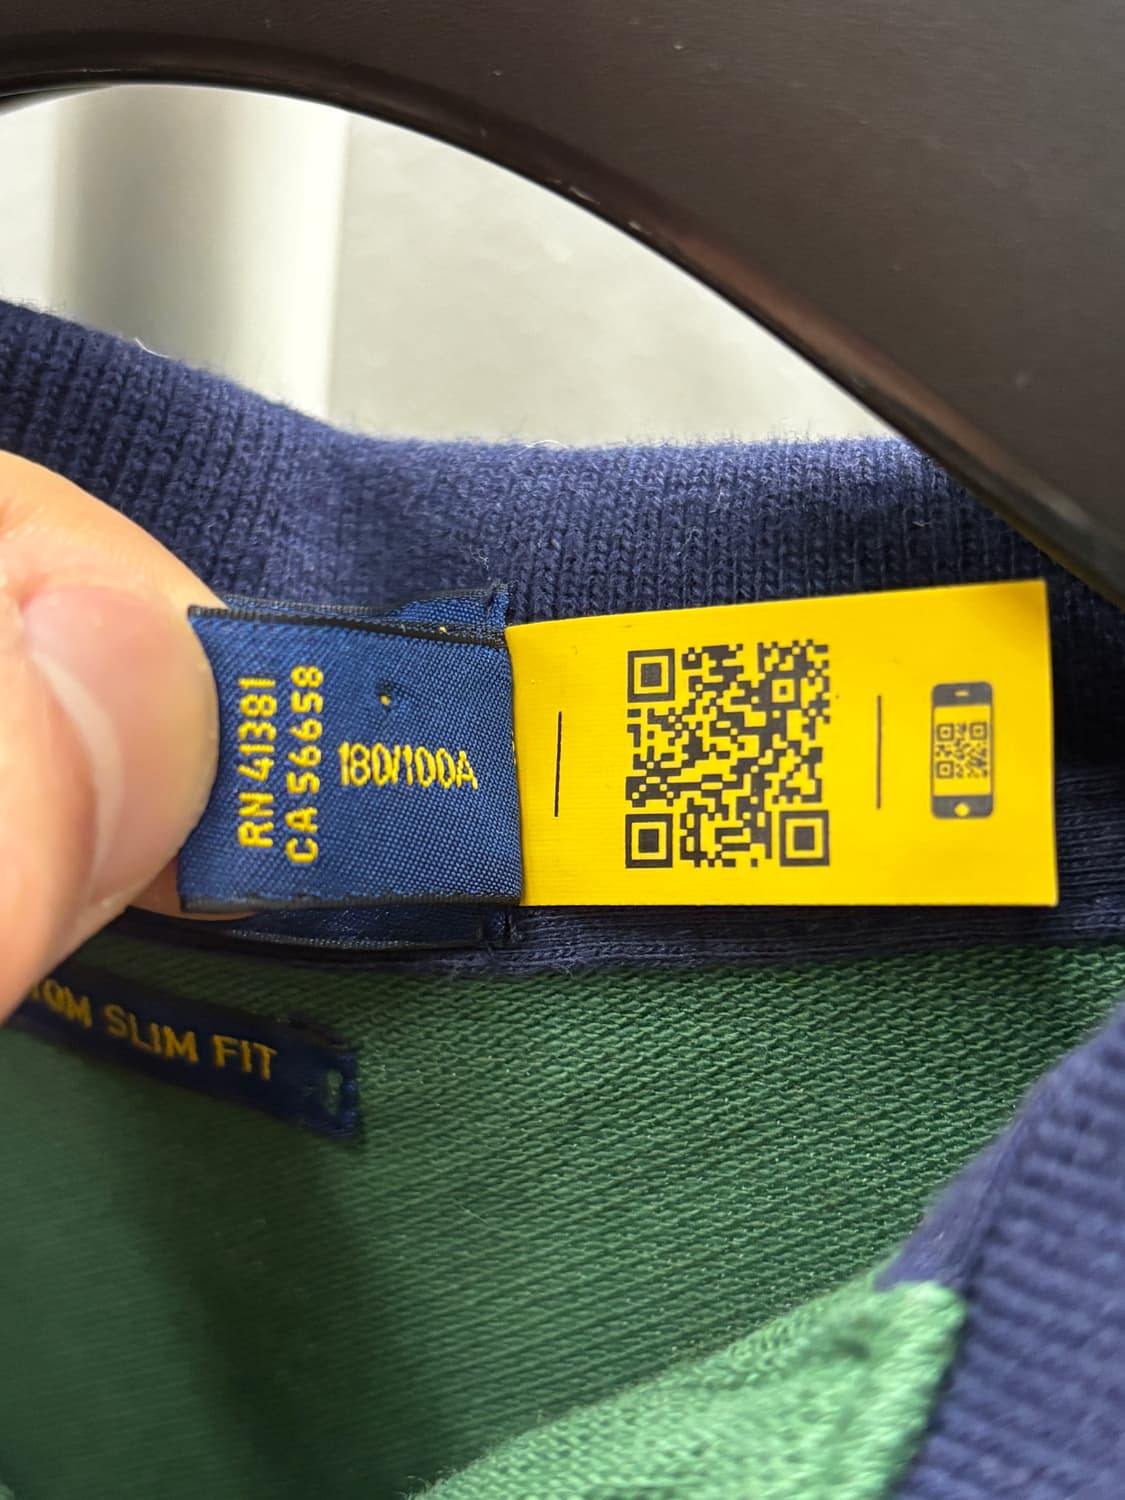 RN 41381
CA 56658
180/100A
SLIM FIT